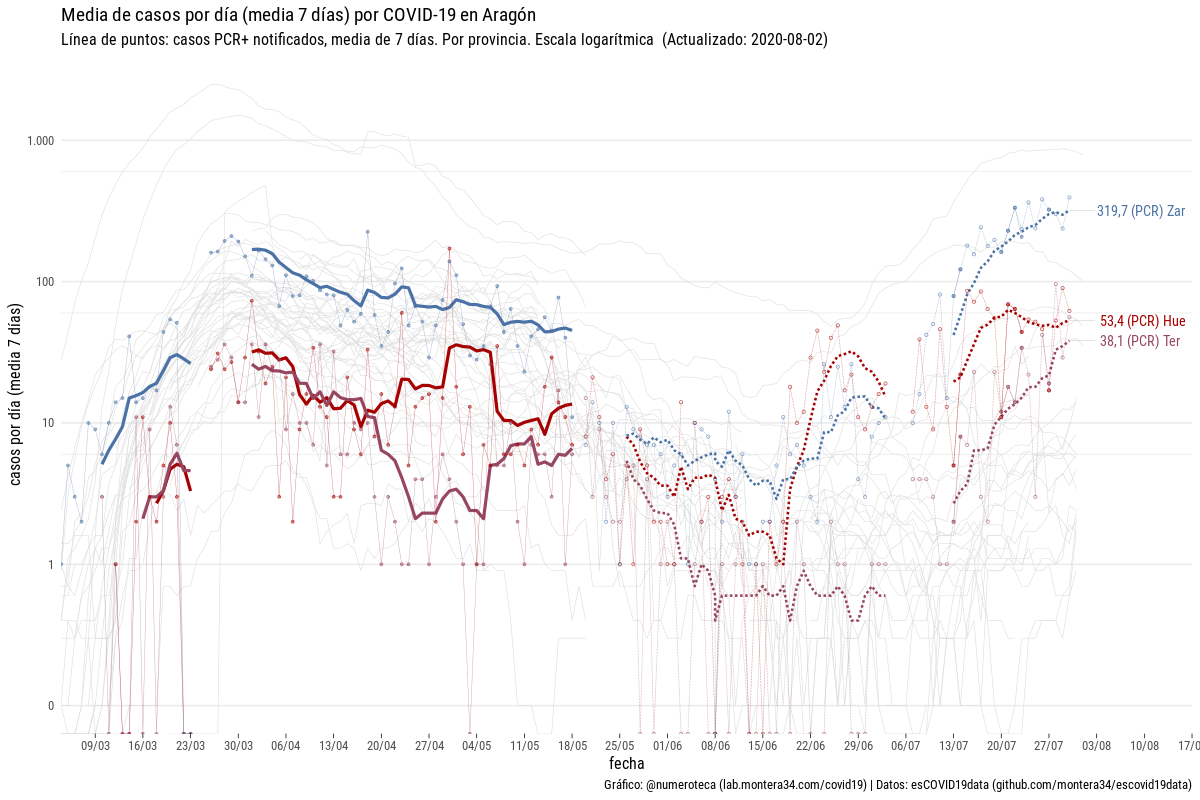 Media de casos por día (media 7 días) por COVID-19 en Aragón
Línea de puntos: casos PCR+ notificados, media de 7 días. Por provincia. Escala logarítmica  (Actualizado: 2020-08-02)
casos por día (media 7 días)
1.000
100
10
1
0
319,7 (PCR) Zar
53,4 (PCR) Hue
38,1 (PCR) Ter
09/03 16/03 23/03 30/03 06/04 13/04 20/04 27/04 04/05 11/05 18/05 25/05 01/06 08/06 15/06 22/06 29/06 06/07 13/07 20/07 27/07 03/08 10/08 17/0
fecha
Gráfico: @numeroteca (lab.montera34.com/covid19) | Datos: esCOVID19data (github.com/montera34/escovid19data)